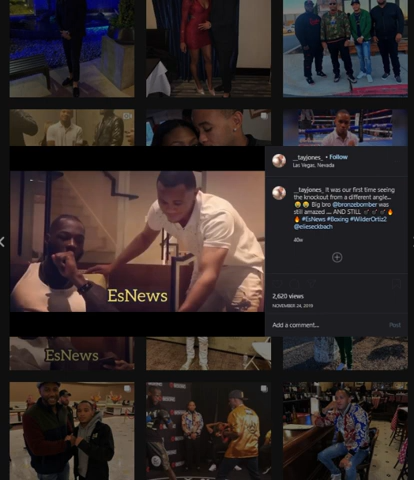 __tayjones_ • Follow
Las Vegas, Nevada
__tayjones_ It was our first time seeing
the knockout from a different angle...
😩😩 Big bro @bronzebomber was
still amazed .... AND STILL ✅ ✅ ✅ 🔥
🔥 #EsNews #Boxing #WilderOrtiz2
@elieseckbach
40w
EsNews
2,620 views
NOVEMBER 24, 2019
Add a comment...
Post
EsNews